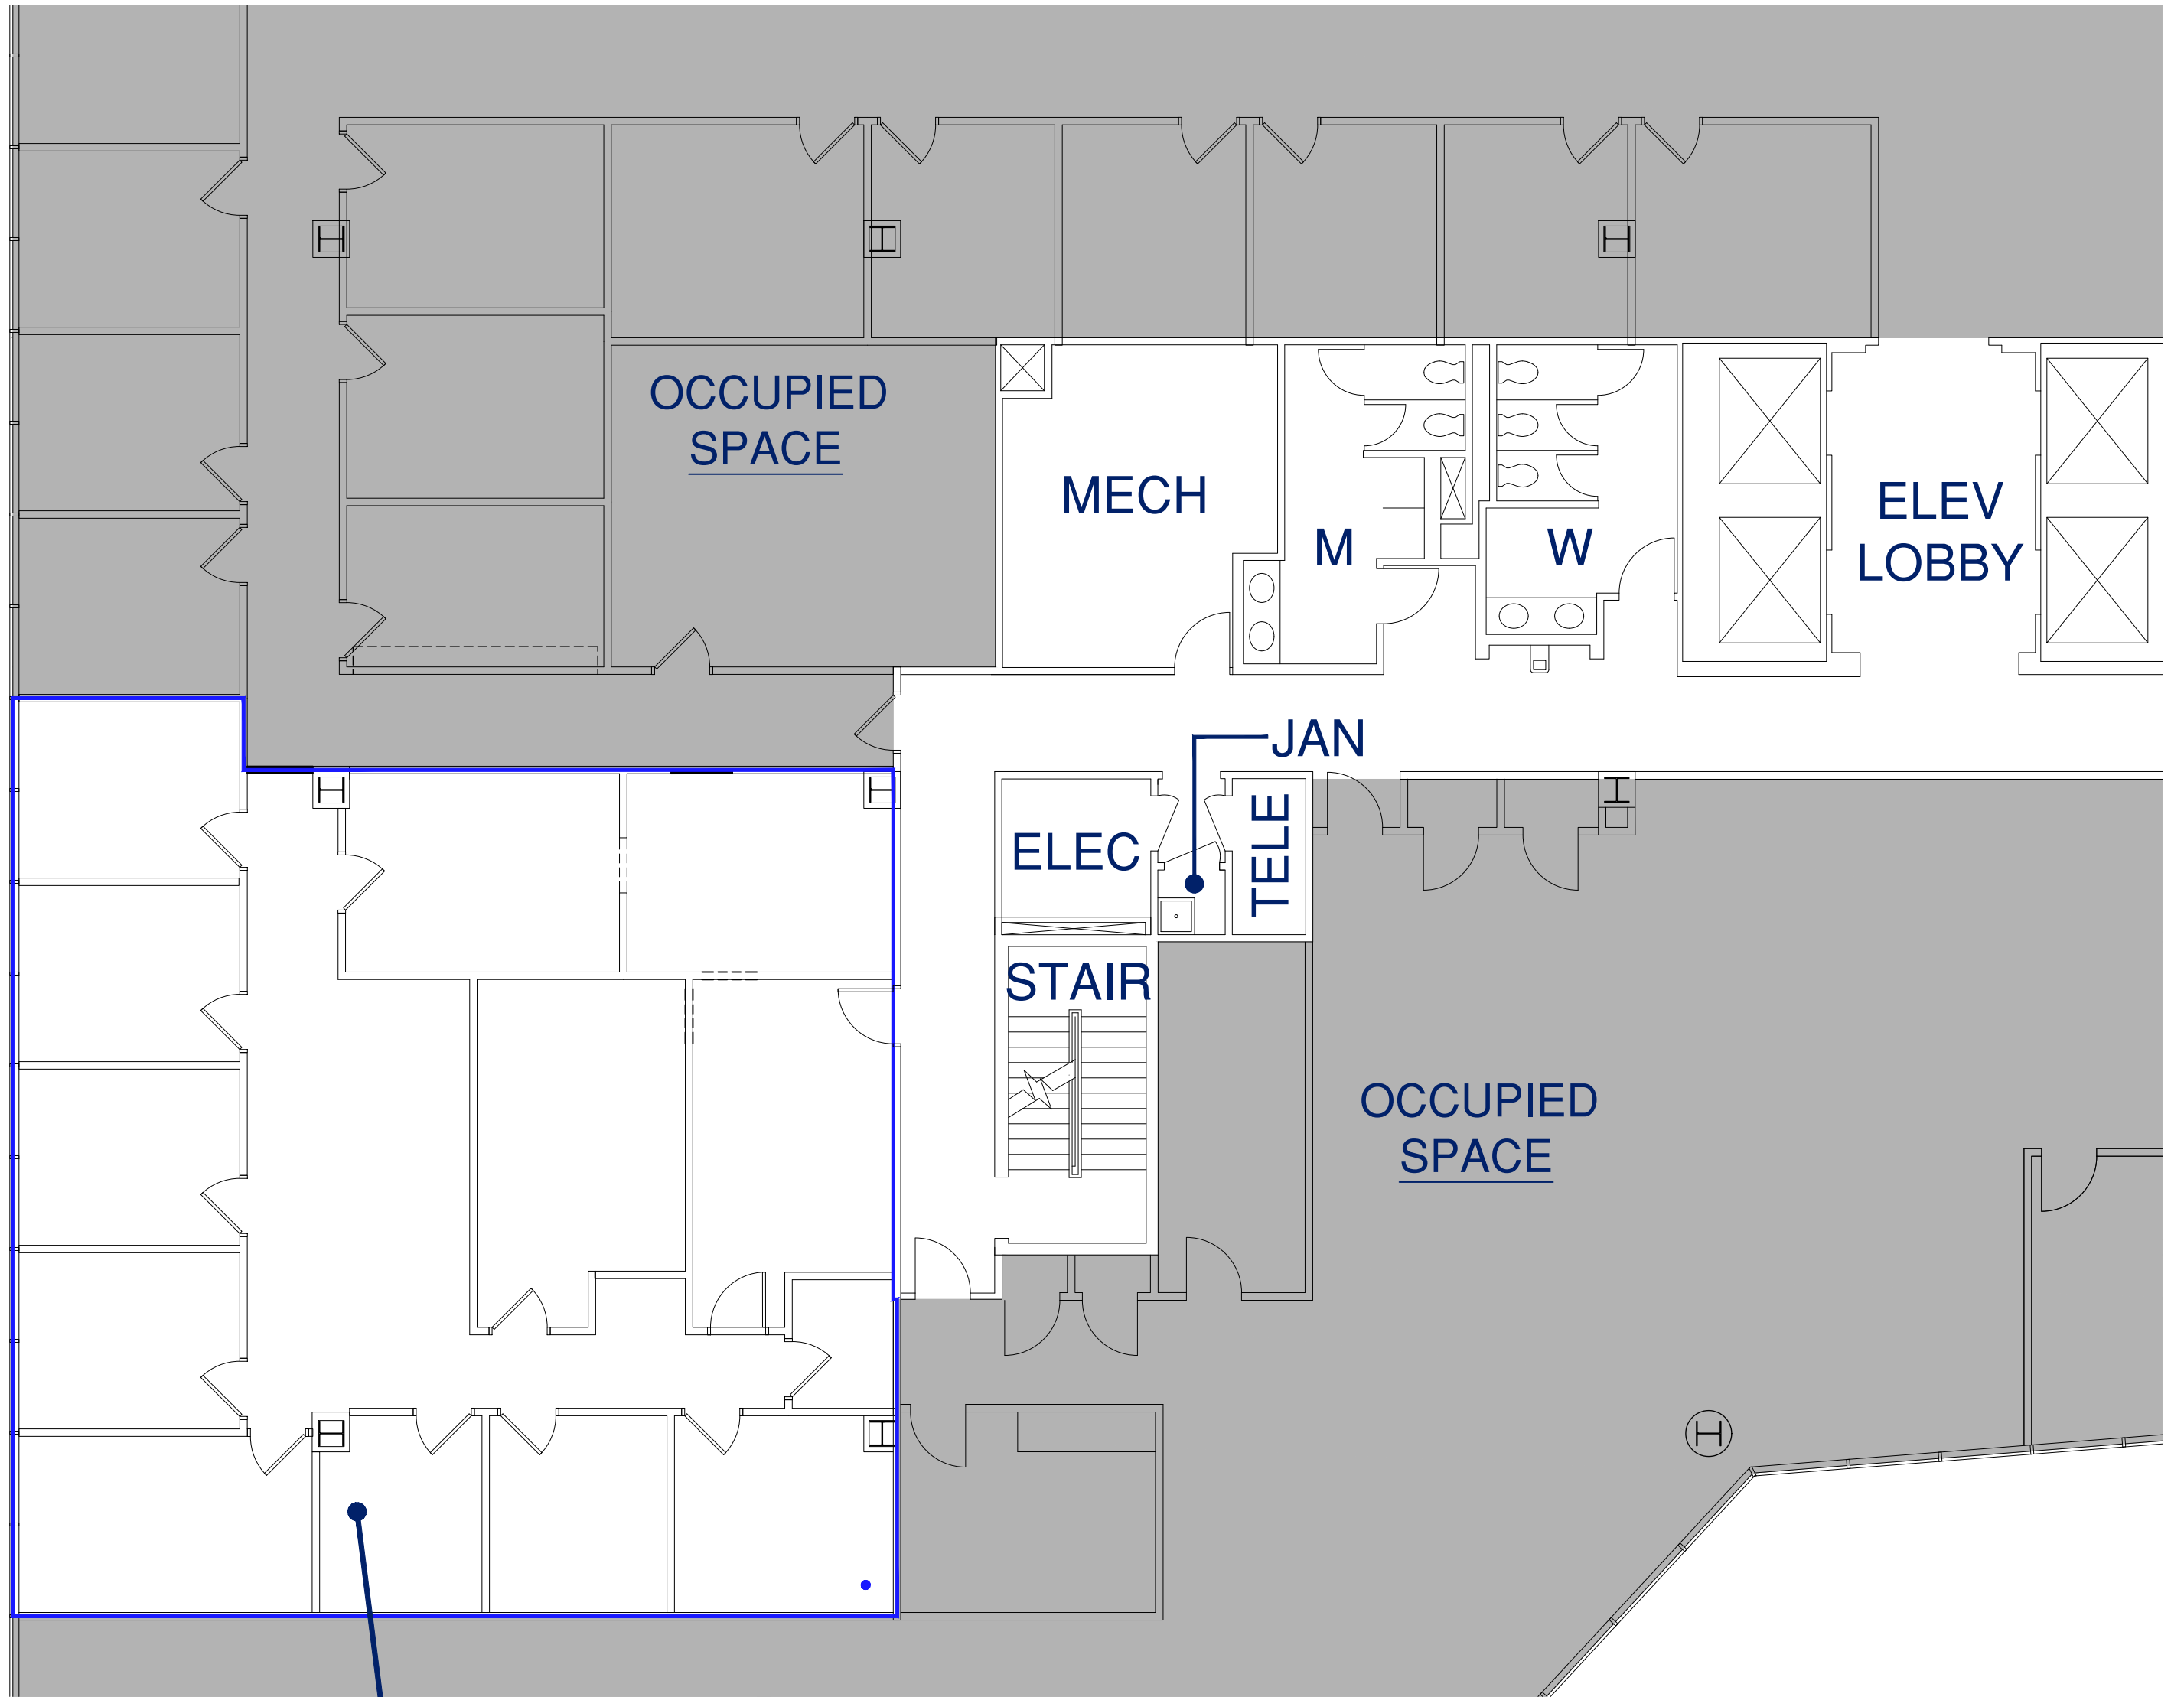 OCCUPIED
SPACE
MECH
M
W
ELEV
LOBBY
JAN
ELEC
TELE
STAIR
OCCUPIED
SPACE